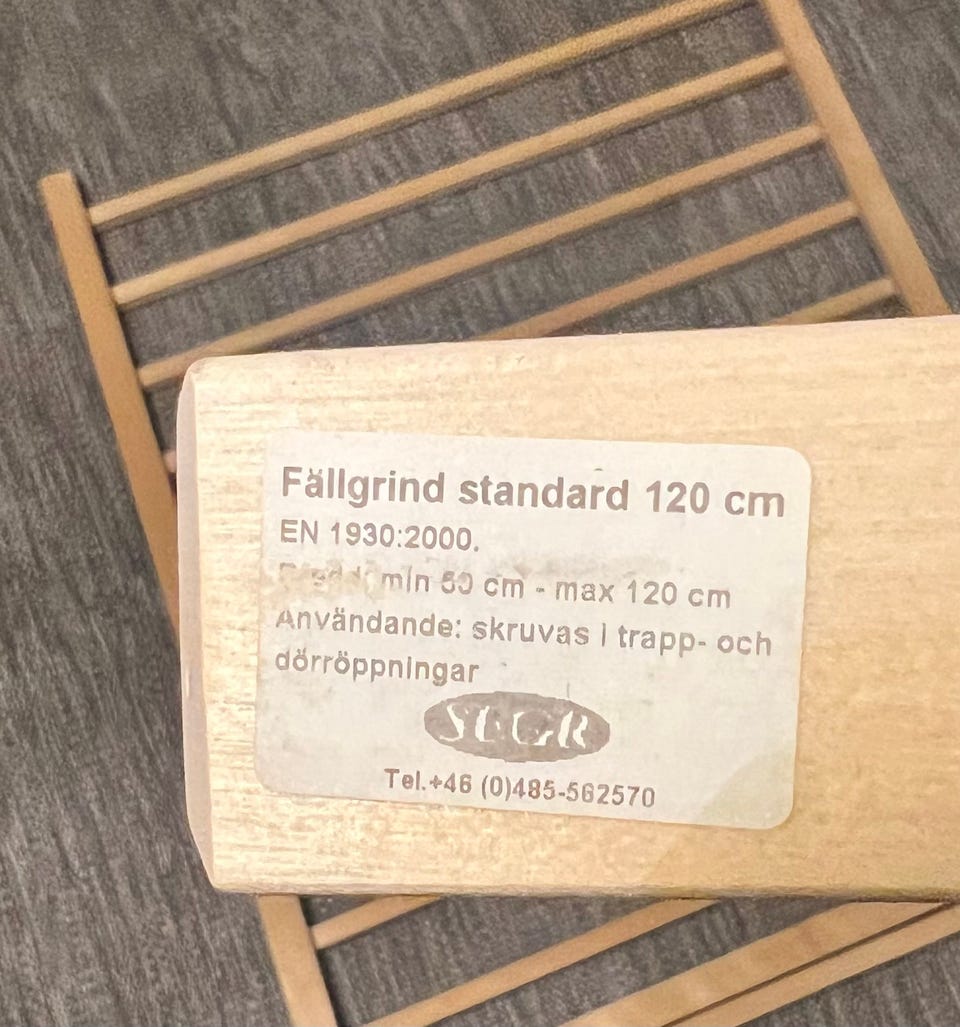 Fällgrind standard 120 cm
EN 1930:2000.
min 50 cm - max 120 cm
Användande: skruvas i trapp- och
dörröppningar
Tel.+46 (0)485-562570